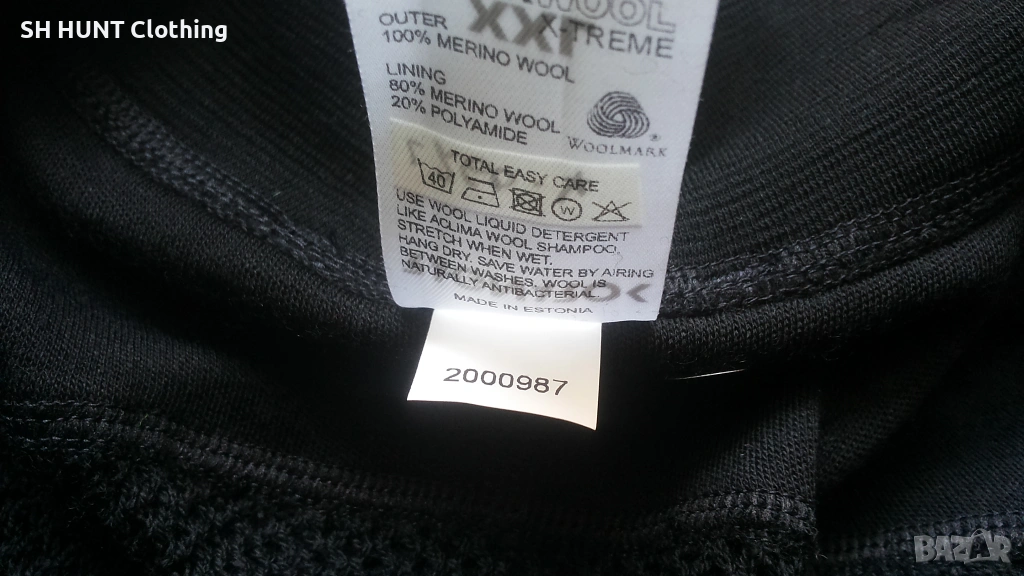 SH HUNT Clothing
WOOL
X-TREME
OUTER
100% MERINO WOOL
LINING
80% MERINO WOOL
20% POLYAMIDE
WOOLMARK
TOTAL EASY CARE
40
W
USE WOOL LIQUID DETERGENT
LIKE ACLIMA WOOL SHAMPOO,
STRETCH WHEN WET.
HANG DRY. SAVE WATER BY AIRING
BETWEEN WASHES. WOOL IS
NATURALLY ANTIBACTERIAL.
MADE IN ESTONIA
2000987
BAZAR